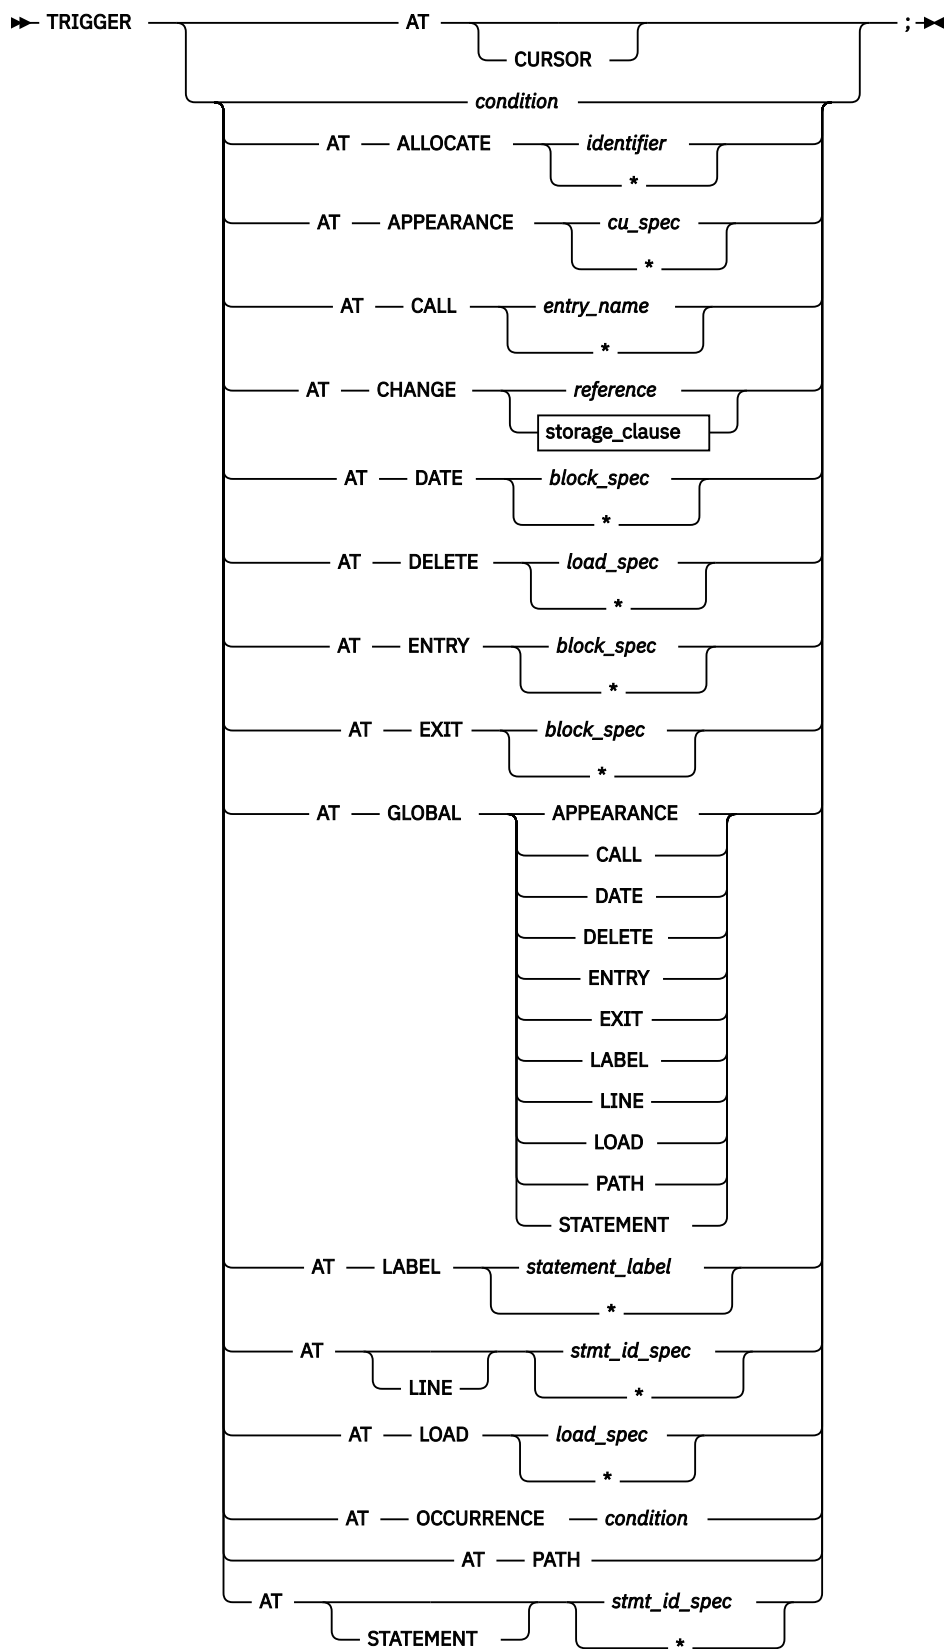 TRIGGER AT ;
CURSOR
condition
AT ALLOCATE identifier
*
AT APPEARANCE cu_spec
*
AT CALL entry_name
*
AT CHANGE reference
storage_clause
AT DATE block_spec
*
AT DELETE load_spec
*
AT ENTRY block_spec
*
AT EXIT block_spec
*
AT GLOBAL APPEARANCE
CALL
DATE
DELETE
ENTRY
EXIT
LABEL
LINE
LOAD
PATH
STATEMENT
AT LABEL statement_label
*
AT stmt_id_spec
LINE *
AT LOAD load_spec
*
AT OCCURRENCE condition
AT PATH
AT stmt_id_spec
STATEMENT *